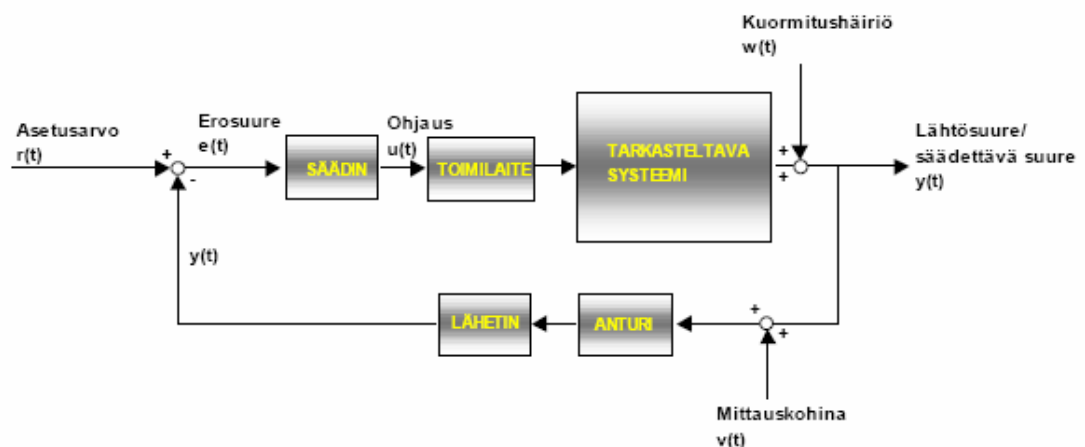 Kuormitushäiriö
w(t)
Asetusarvo
r(t)
+
-
Erosuure
e(t)
SÄÄDIN
Ohjaus
u(t)
TOIMILAITE
TARKASTELTAVA
SYSTEEMI
+
+
Lähtösuure/
säädettävä suure
y(t)
y(t)
LÄHETIN
ANTURI
+
+
Mittauskohina
v(t)